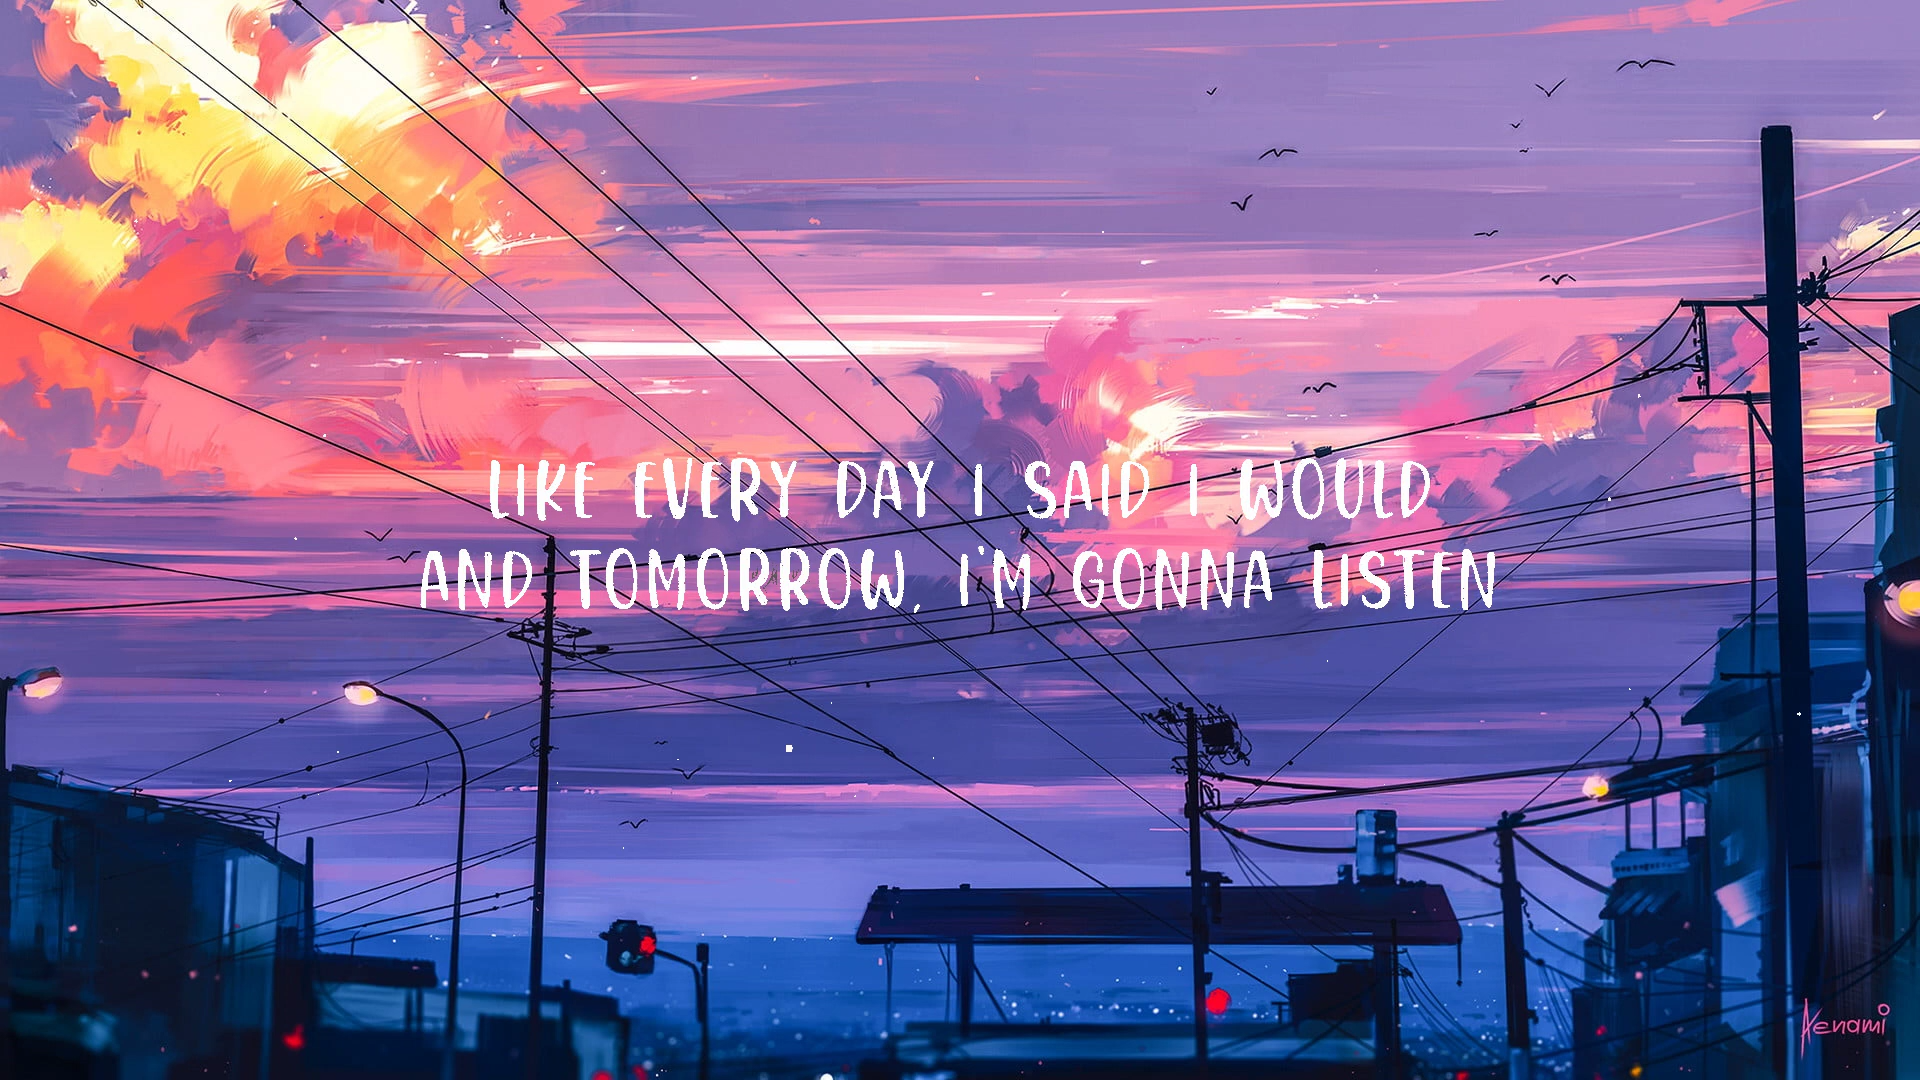 LIKE EVERY DAY I SAID I WOULD
AND TOMORROW, I'M GONNA LISTEN
Aenami